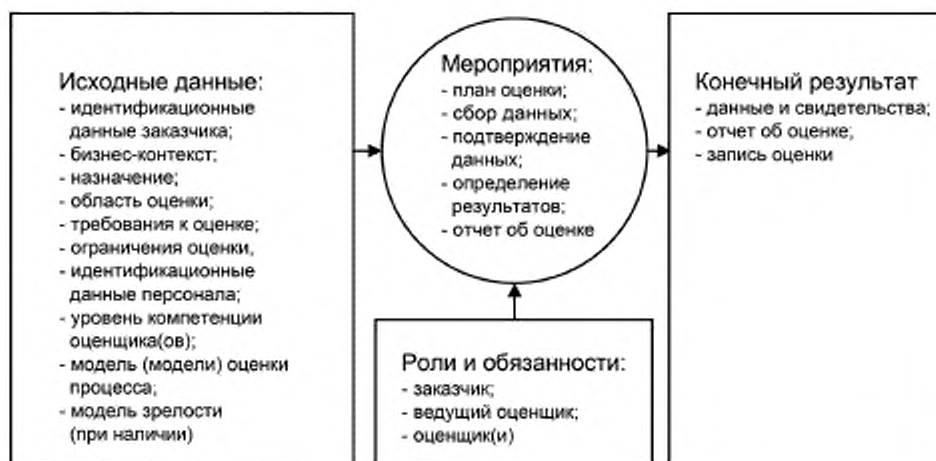 Исходные данные:
- идентификационные
данные заказчика;
- бизнес-контекст;
- назначение;
- область оценки;
- требования к оценке;
- ограничения оценки,
- идентификационные
данные персонала;
- уровень компетенции
оценщика(ов);
- модель (модели) оценки
процесса;
- модель зрелости
(при наличии)
Мероприятия:
- план оценки;
- сбор данных;
- подтверждение
данных;
- определение
результатов;
- отчет об оценке
Роли и обязанности:
- заказчик;
- ведущий оценщик;
- оценщик(и)
Конечный результат
- данные и свидетельства;
- отчет об оценке;
- запись оценки